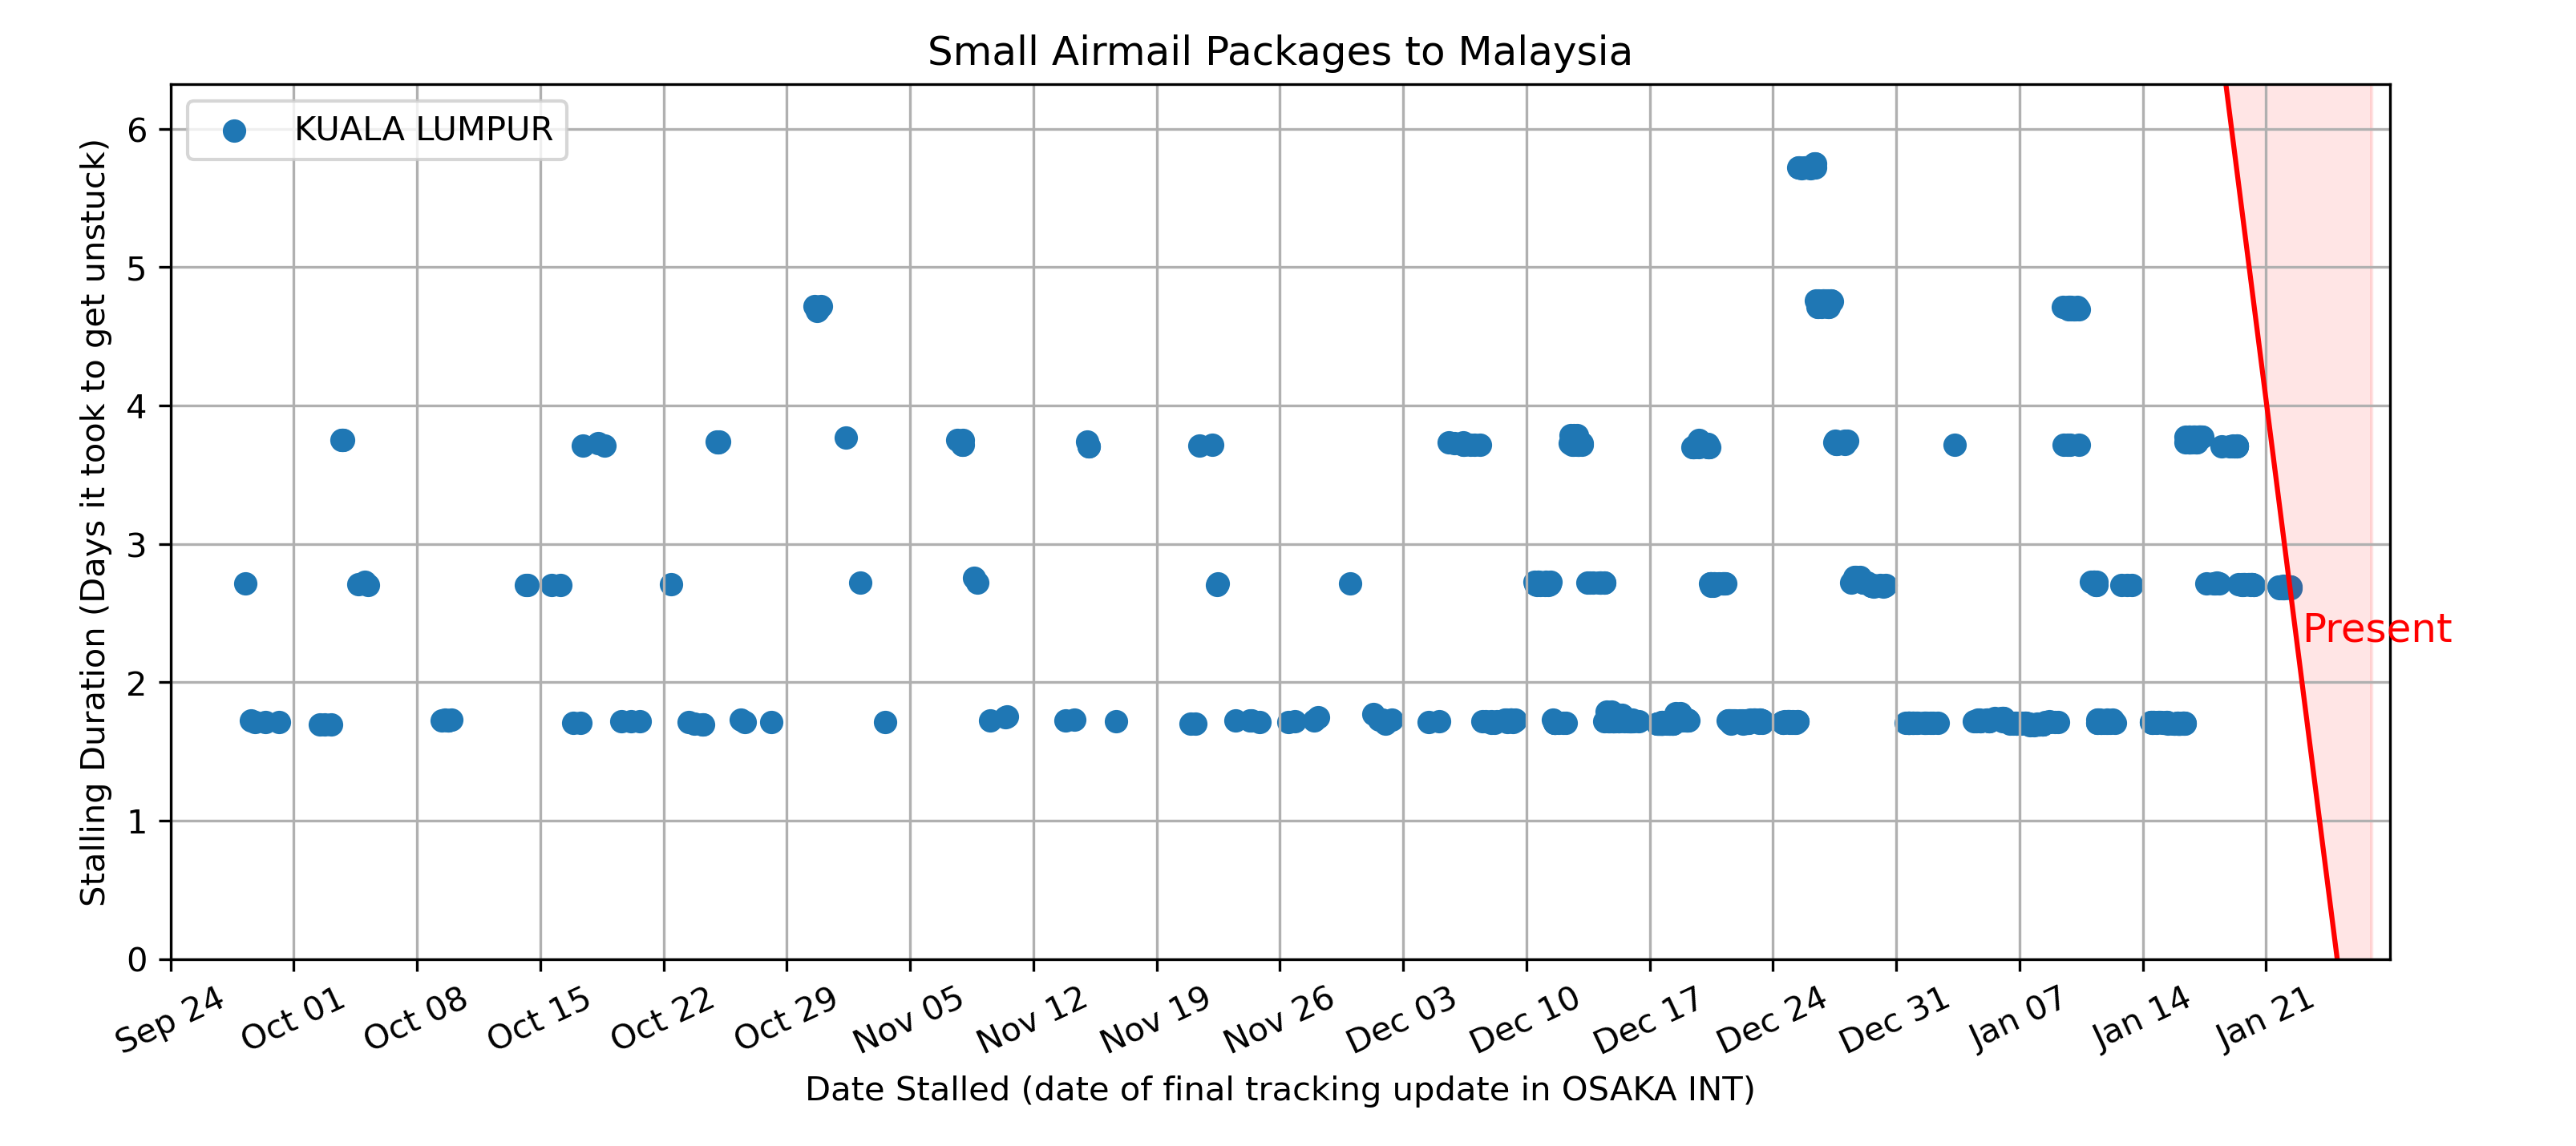 Small Airmail Packages to Malaysia
KUALA LUMPUR
Stalling Duration (Days it took to get unstuck)
6
5
4
3
2
1
0
Present
Sep 24
Oct 01
Oct 08
Oct 15
Oct 22
Oct 29
Nov 05
Nov 12
Nov 19
Nov 26
Dec 03
Dec 10
Dec 17
Dec 24
Dec 31
Jan 07
Jan 14
Jan 21
Date Stalled (date of final tracking update in OSAKA INT)